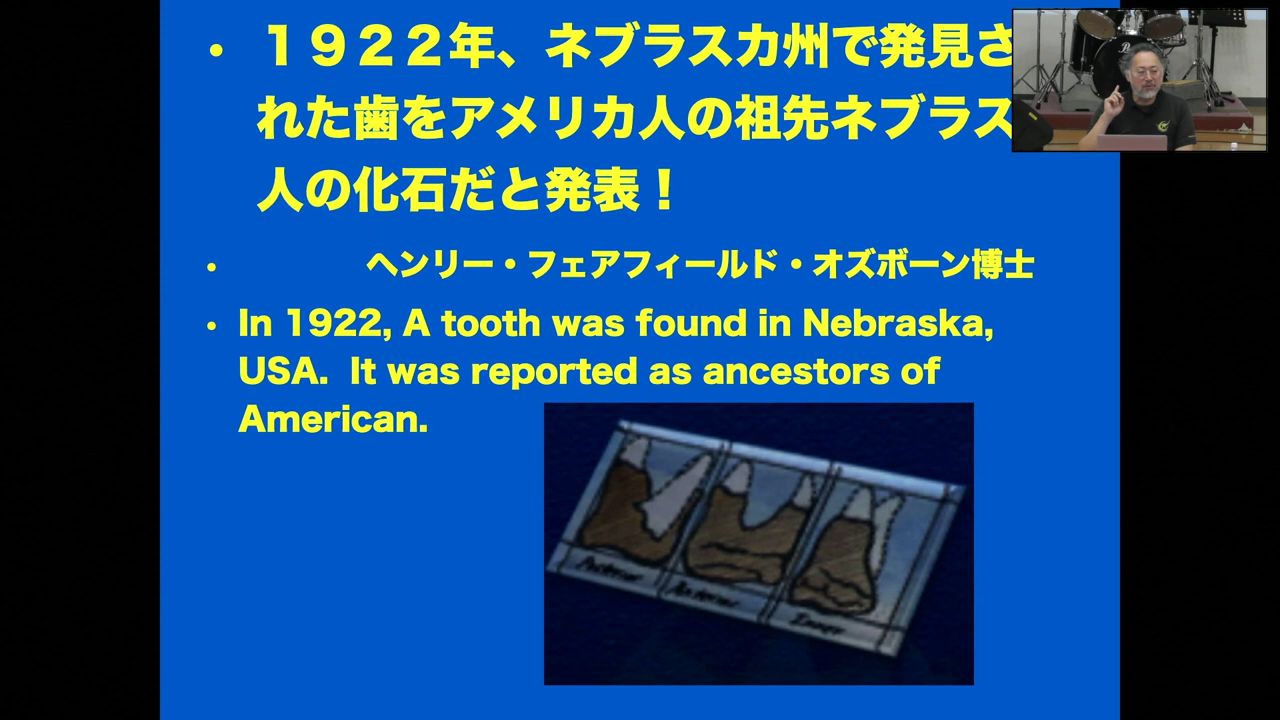 • １９２２年、ネブラスカ州で発見さ
れた歯をアメリカ人の祖先ネブラス
人の化石だと発表！
• ヘンリー・フェアフィールド・オズボーン博士
• In 1922, A tooth was found in Nebraska,
USA. It was reported as ancestors of
American.
Posterior
Anterior
Inner